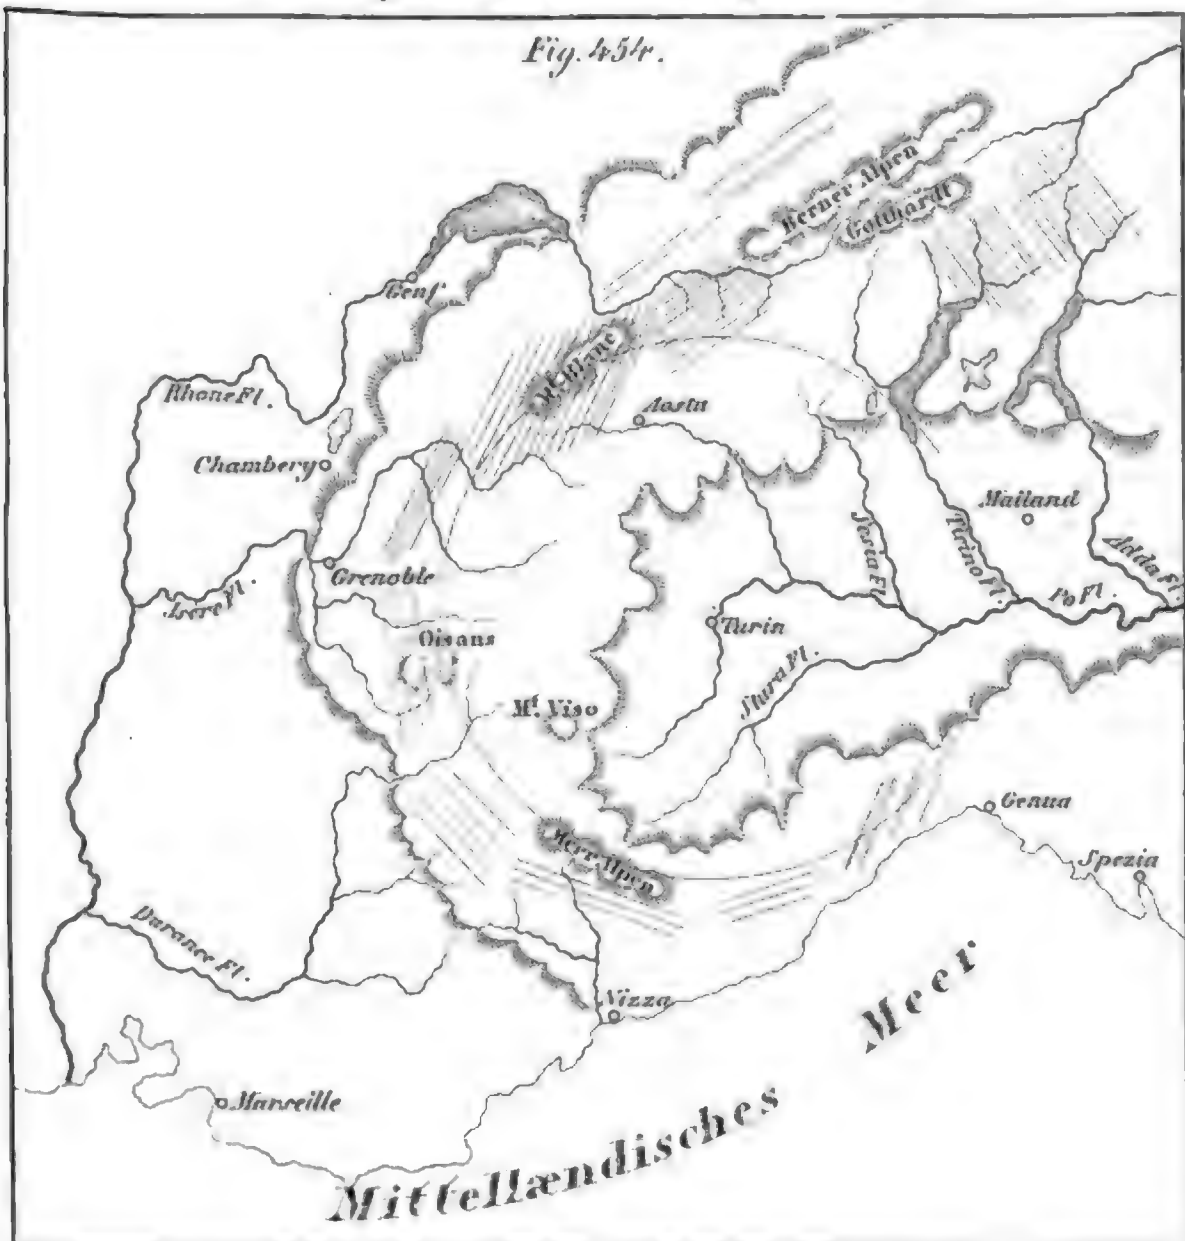 Fig. 454.
Berner Alpen
Gotthardt
Genf
Mt. Blanc
Rhone Fl.
Aosta
Chambery
Mailand
Sesia Fl.
Ticino Fl.
Adda Fl.
Grenoble
Isere Fl.
Po Fl.
Turin
Oisans
Stura Fl.
Mt. Viso
Genua
Meer Alpen
Spezia
Durance Fl.
Nizza
Marseille
Mittellændisches Meer